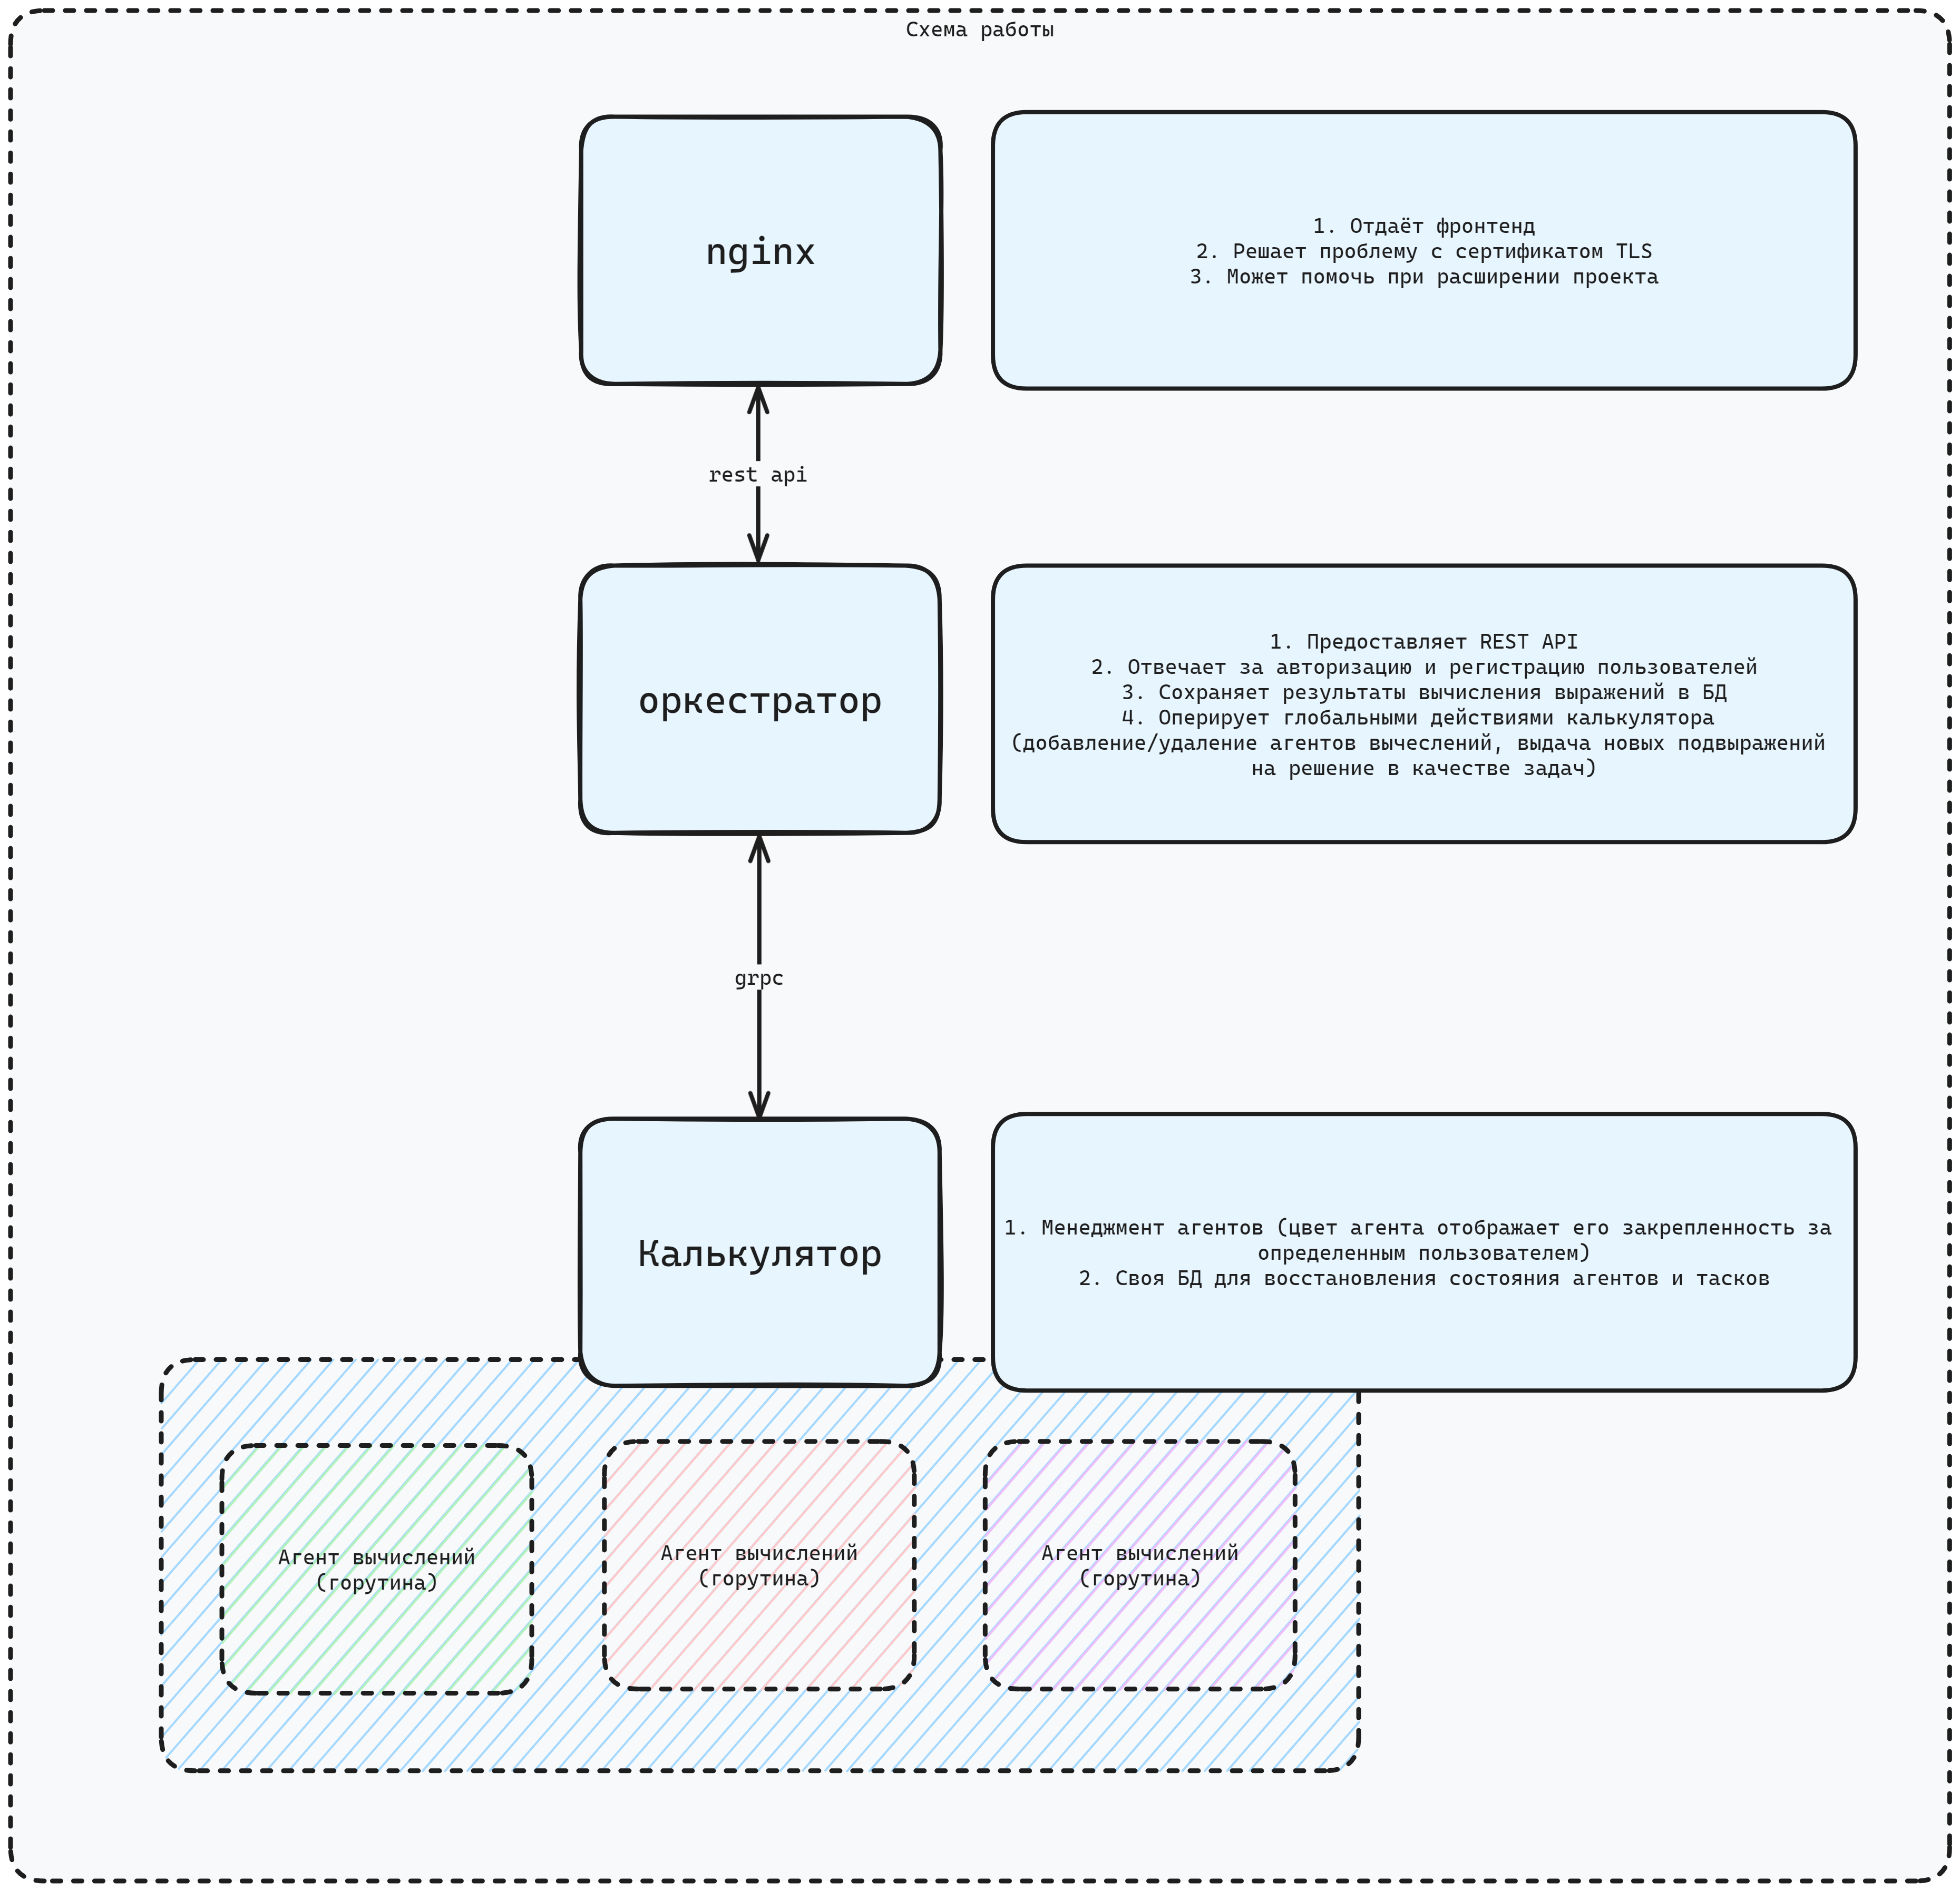 Схема работы
nginx
1. Отдаёт фронтенд
2. Решает проблему с сертификатом TLS
3. Может помочь при расширении проекта
rest api
оркестратор
1. Предоставляет REST API
2. Отвечает за авторизацию и регистрацию пользователей
3. Сохраняет результаты вычисления выражений в БД
4. Оперирует глобальными действиями калькулятора
(добавление/удаление агентов вычеслений, выдача новых подвыражений
на решение в качестве задач)
grpc
Калькулятор
1. Менеджмент агентов (цвет агента отображает его закрепленность за
определенным пользователем)
2. Своя БД для восстановления состояния агентов и тасков
Агент вычислений
(горутина)
Агент вычислений
(горутина)
Агент вычислений
(горутина)